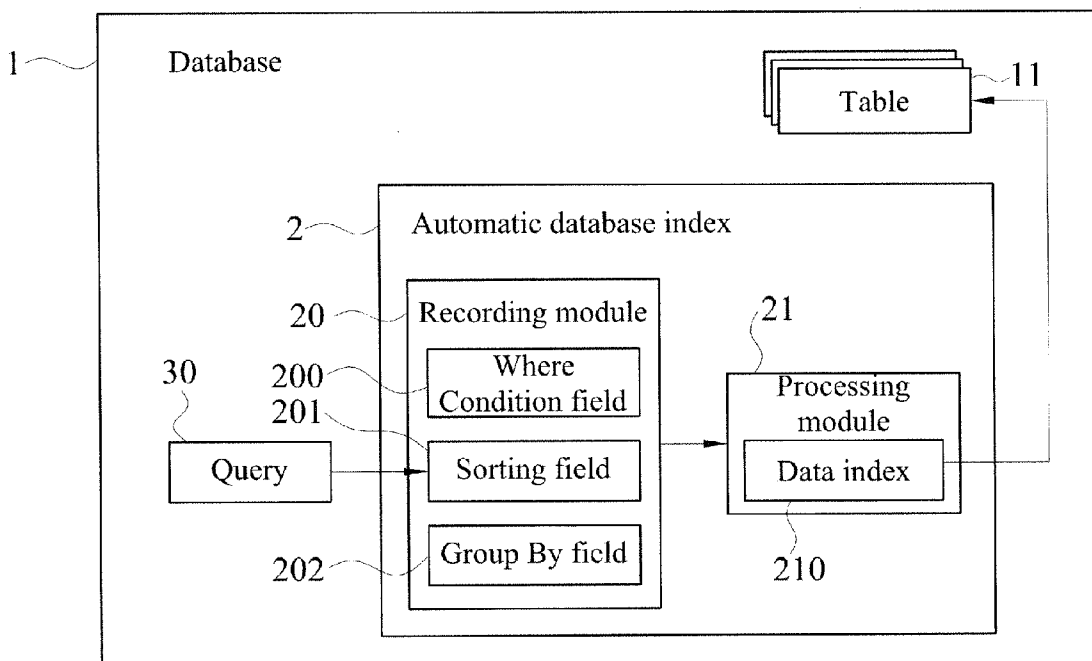 1
Database
11
Table
2
Automatic database index
20
Recording module
21
200
Where
Condition field
Processing
module
30
201
Query
Sorting field
Data index
202
Group By field
210